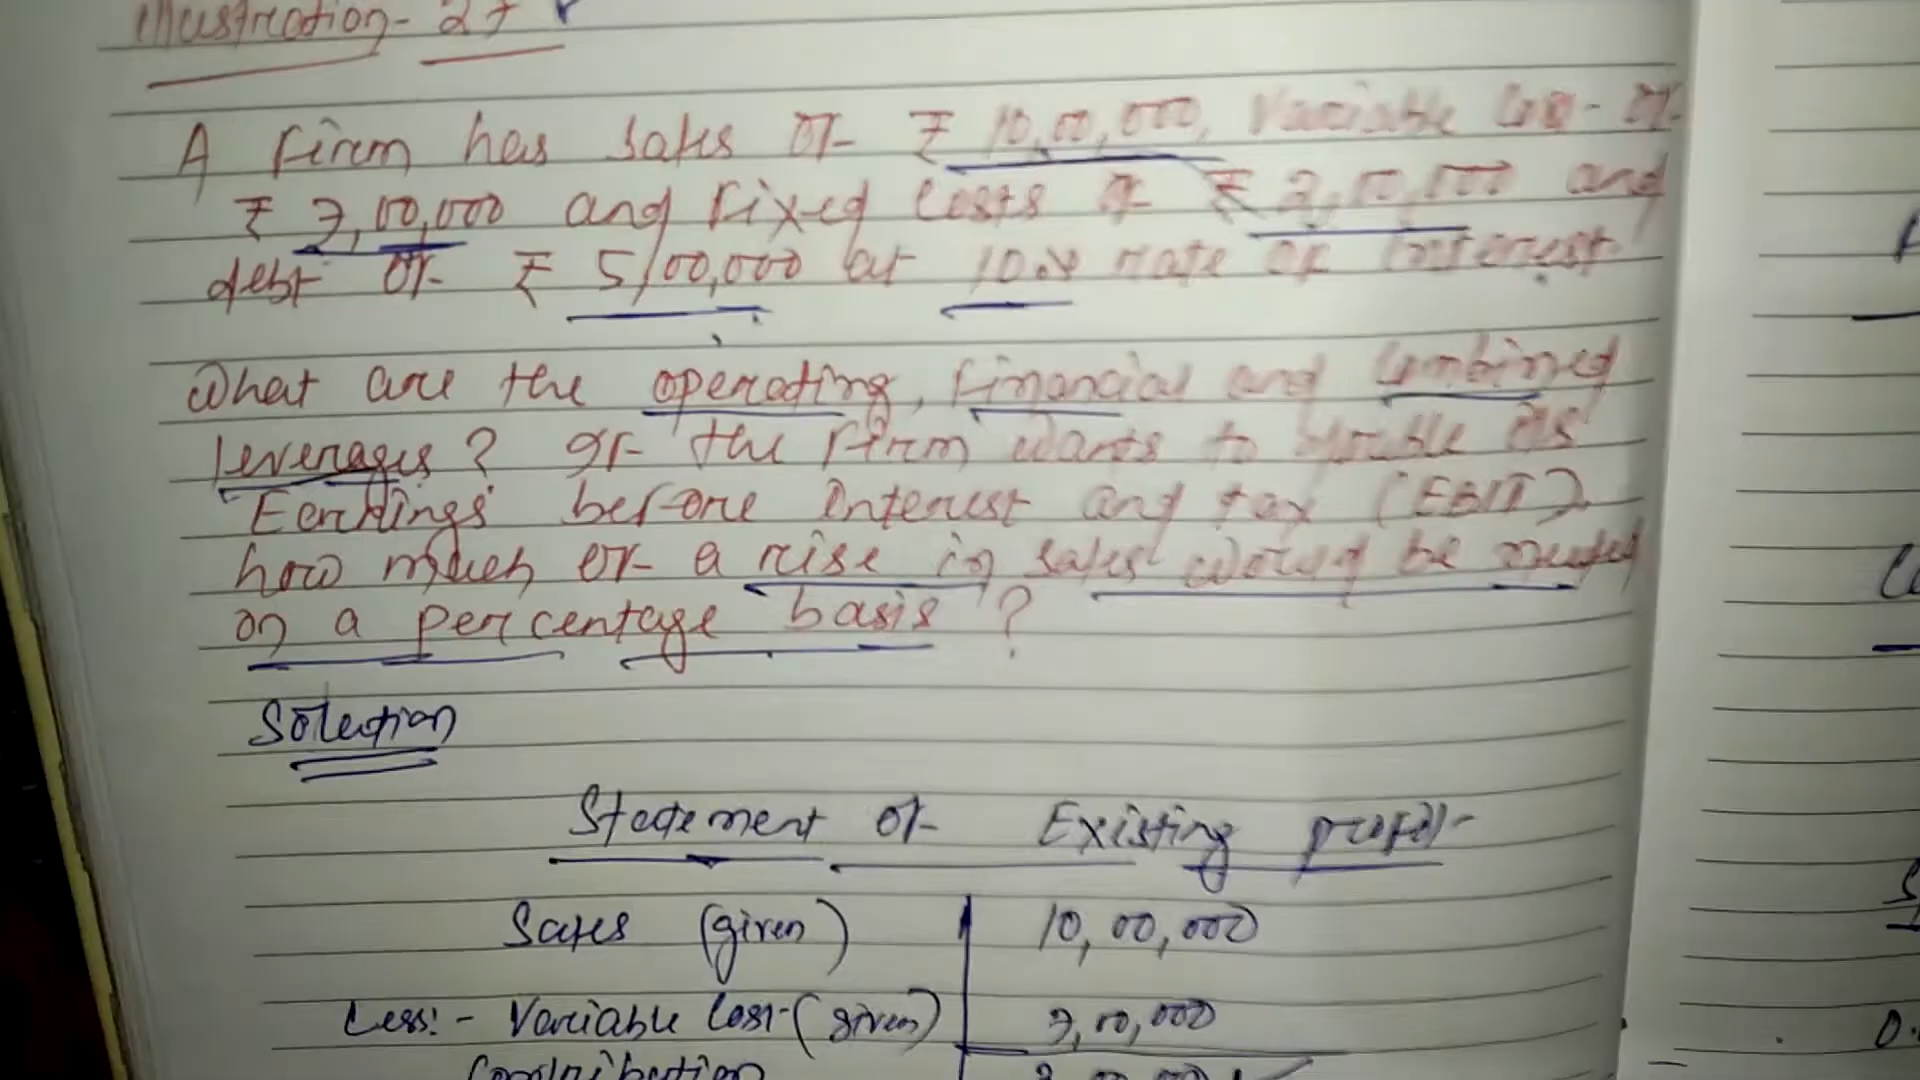 Illustration - 27
A firm has sales of ₹ 10,00,000, Variable Cost of
₹ 7,00,000 and fixed costs of ₹ 2,00,000 and
debt of ₹ 5,00,000 at 10% rate of interest
What are the operating, financial and Combined
leverages? If the firm wants to double its
Earnings before interest and tax (EBIT)
how much of a rise in sales would be needed
on a percentage basis?
Solution
Statement of Existing profit
Sales (given) 10,00,000
Less: - Variable Cost (given) 7,00,000
Contribution